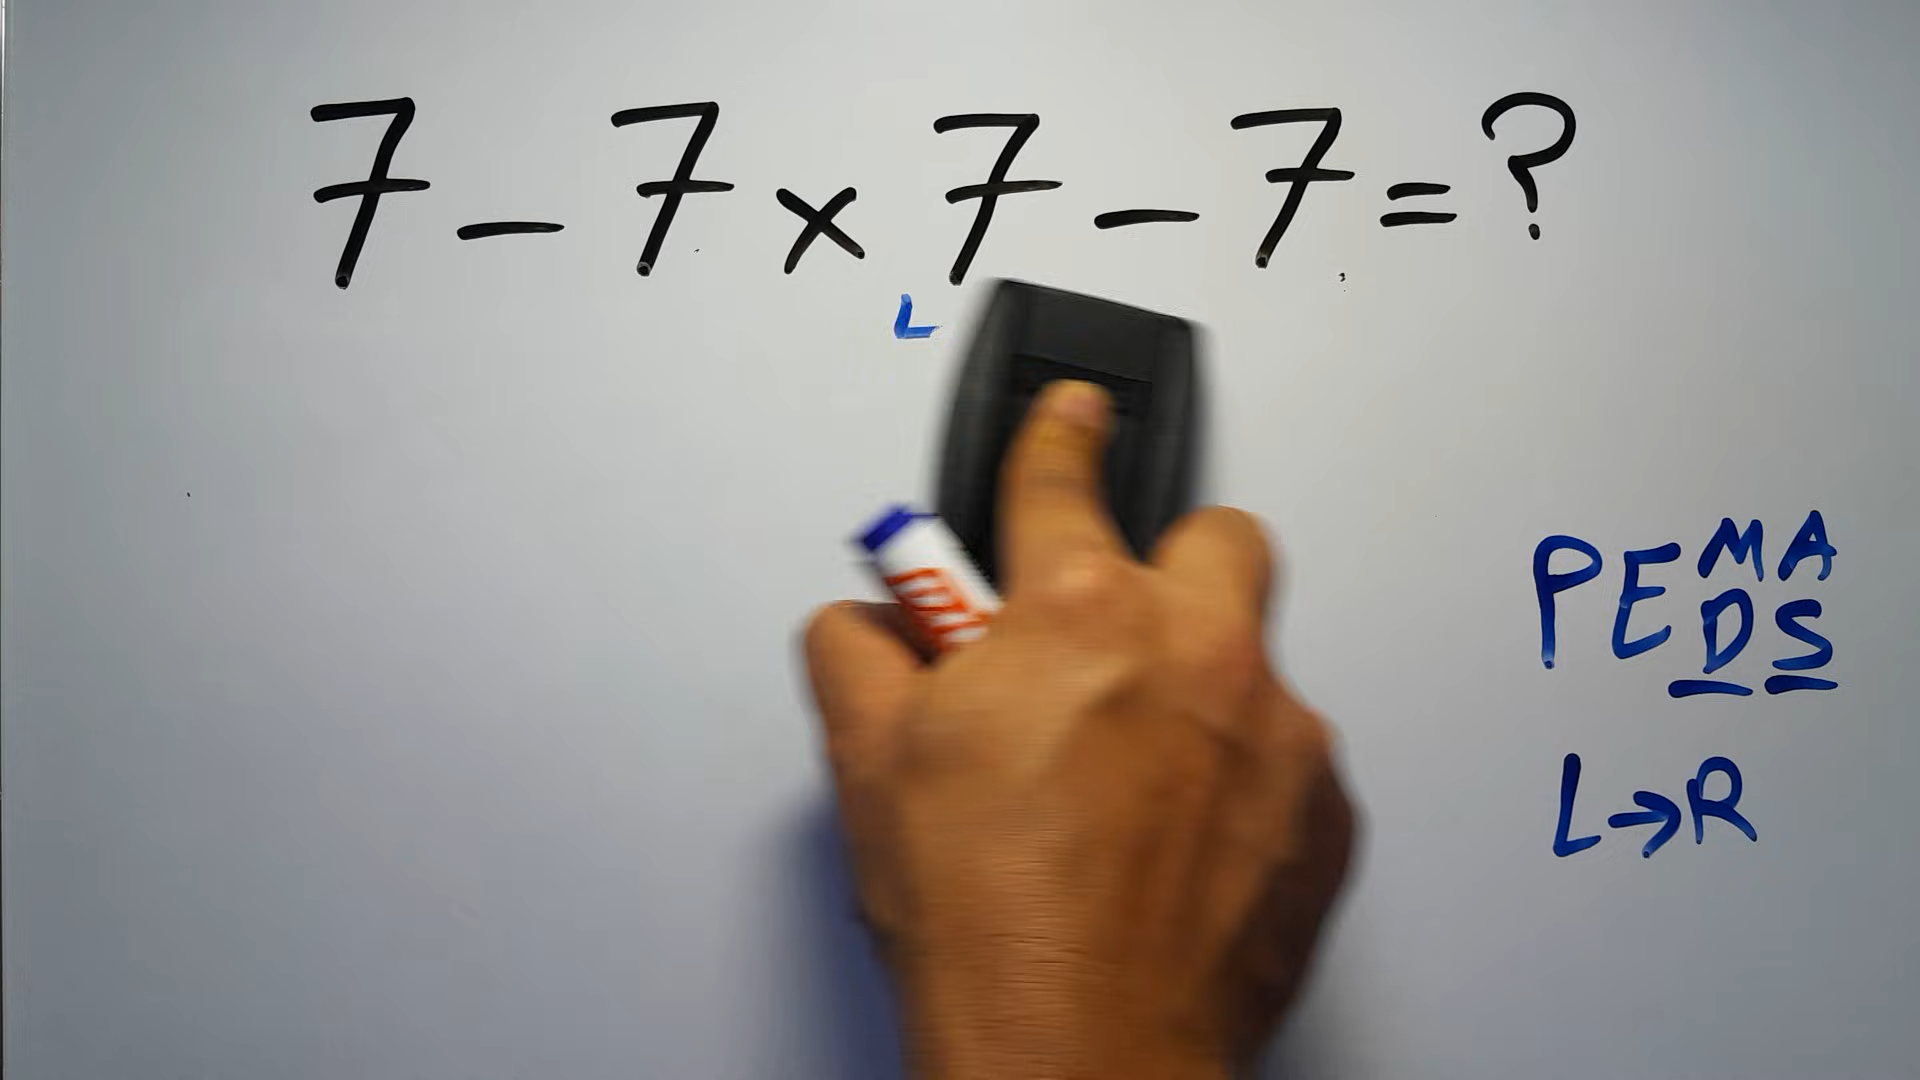 7 - 7 × 7 - 7 = ?
L
PEMA
DS
L→R